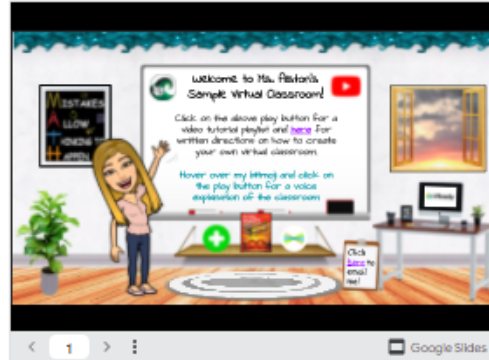 Welcome to Ms. Alston's
Sample Virtual Classroom!
Click on the above play button for a
video tutorial playlist and here for
written directions on how to create
your own virtual classroom.
Hover over my bitmoji and click on
the play button for a voice
explanation of the classroom
MISTAKES
ALLOW
THINKING TO
HAPPEN
Click
here to
email
me!
1
Google Slides